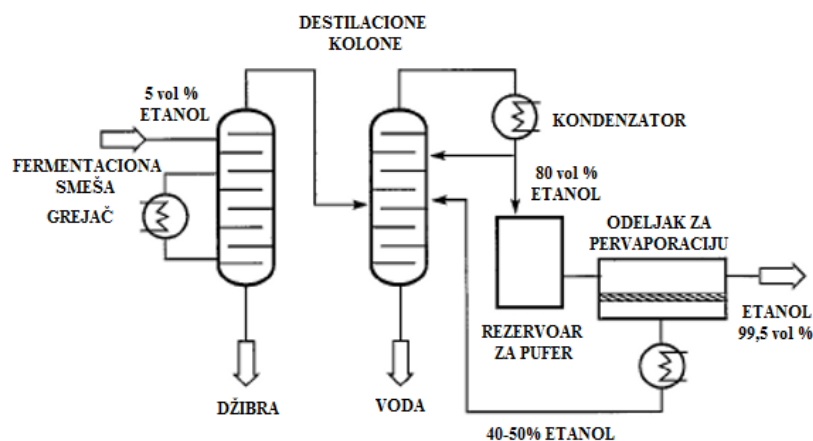 DESTILACIONE
KOLONE
5 vol %
ETANOL
FERMENTACIONA
SMEŠA
GREJAČ
KONDENZATOR
80 vol %
ETANOL
ODELJAK ZA
PERVAPORACIJU
REZERVOAR
ZA PUFER
ETANOL
99,5 vol %
DŽIBRA
VODA
40-50% ETANOL